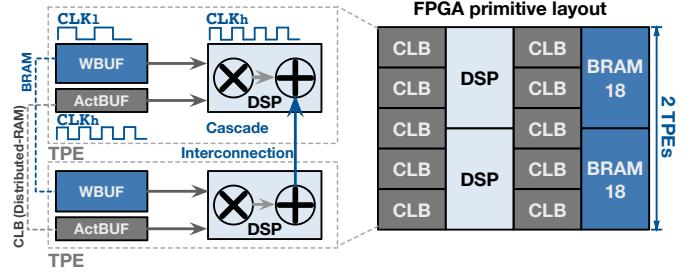 FPGA primitive layout
CLKl
CLKh
BRAM
WBUF
ActBUF
DSP
CLKh
Cascade
TPE
Interconnection
CLB (Distributed-RAM)
WBUF
ActBUF
DSP
TPE
CLB
CLB
CLB
CLB
CLB
DSP
DSP
CLB
CLB
CLB
CLB
CLB
BRAM
18
BRAM
18
2 TPEs